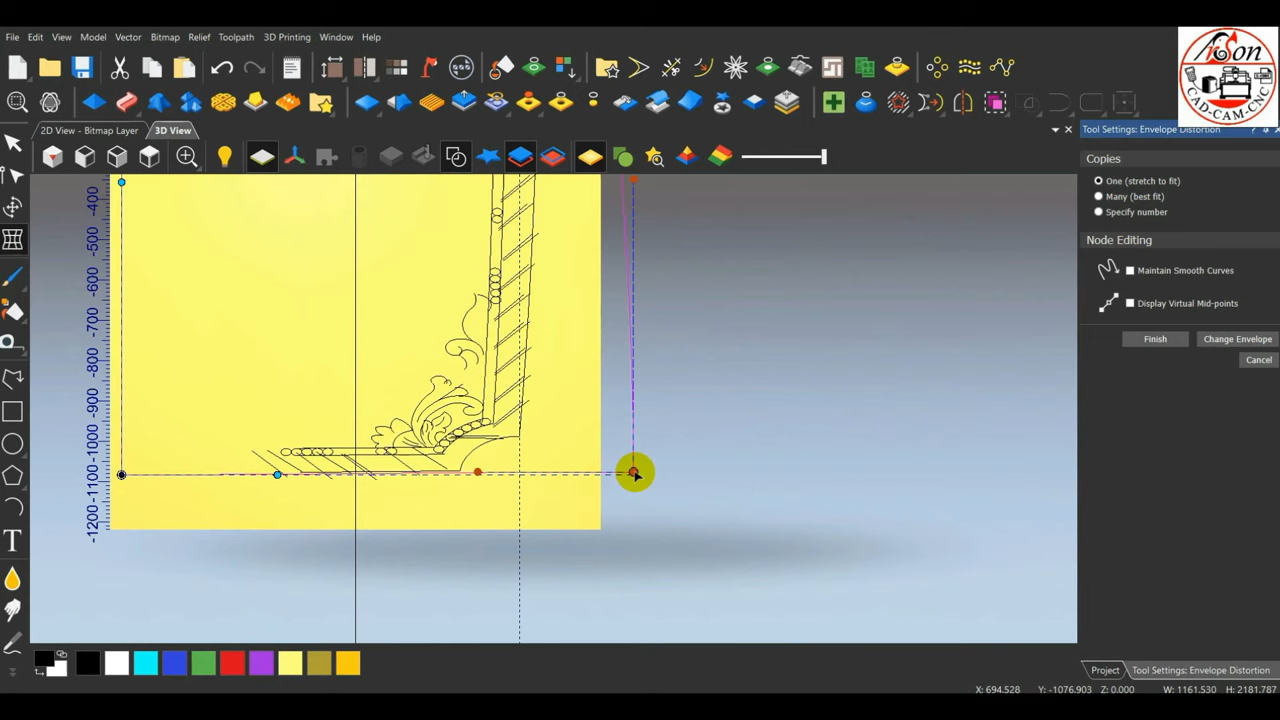 File Edit View Model Vector Bitmap Relief Toolpath 3D Printing Window Help
ArSon
CAD-CAM-CNC
2D View - Bitmap Layer 3D View
Tool Settings: Envelope Distortion
Copies
One (stretch to fit)
Many (best fit)
Specify number
Node Editing
Maintain Smooth Curves
Display Virtual Mid-points
Finish Change Envelope
Cancel
-400
-500
-600
-700
-800
-900
-1000
-1100
-1200
Project Tool Settings: Envelope Distortion
X: 694.528 Y: -1076.903 Z: 0.000 W: 1161.530 H: 2181.787